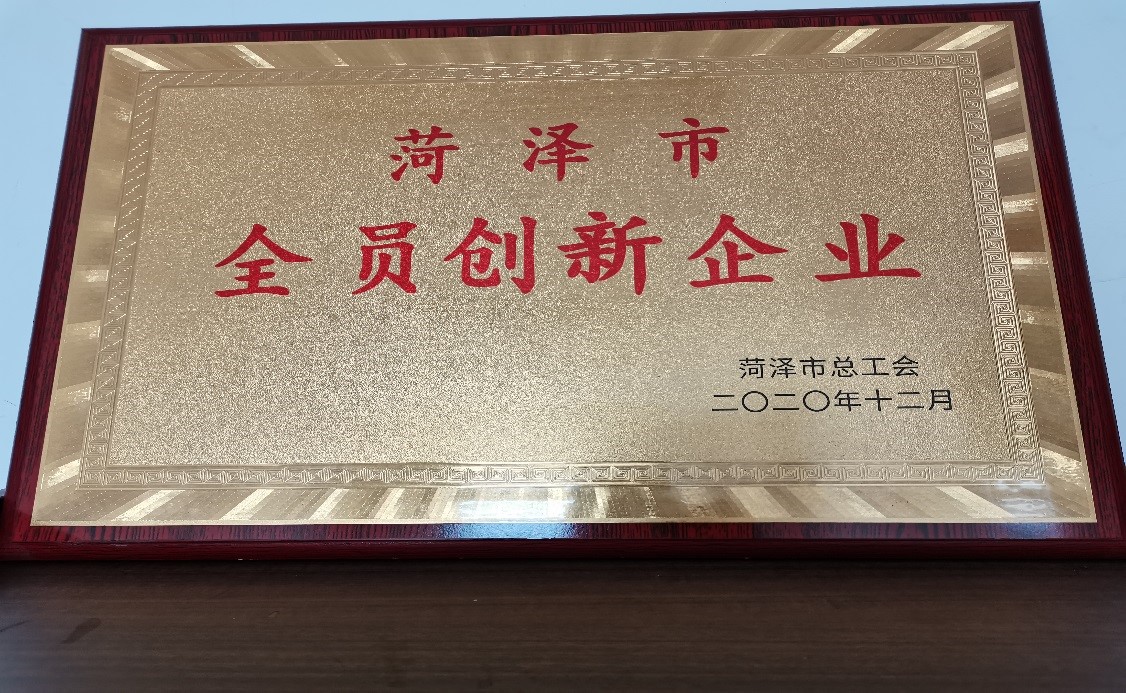 菏泽市
全员创新企业
菏泽市总工会
二〇二〇年十二月